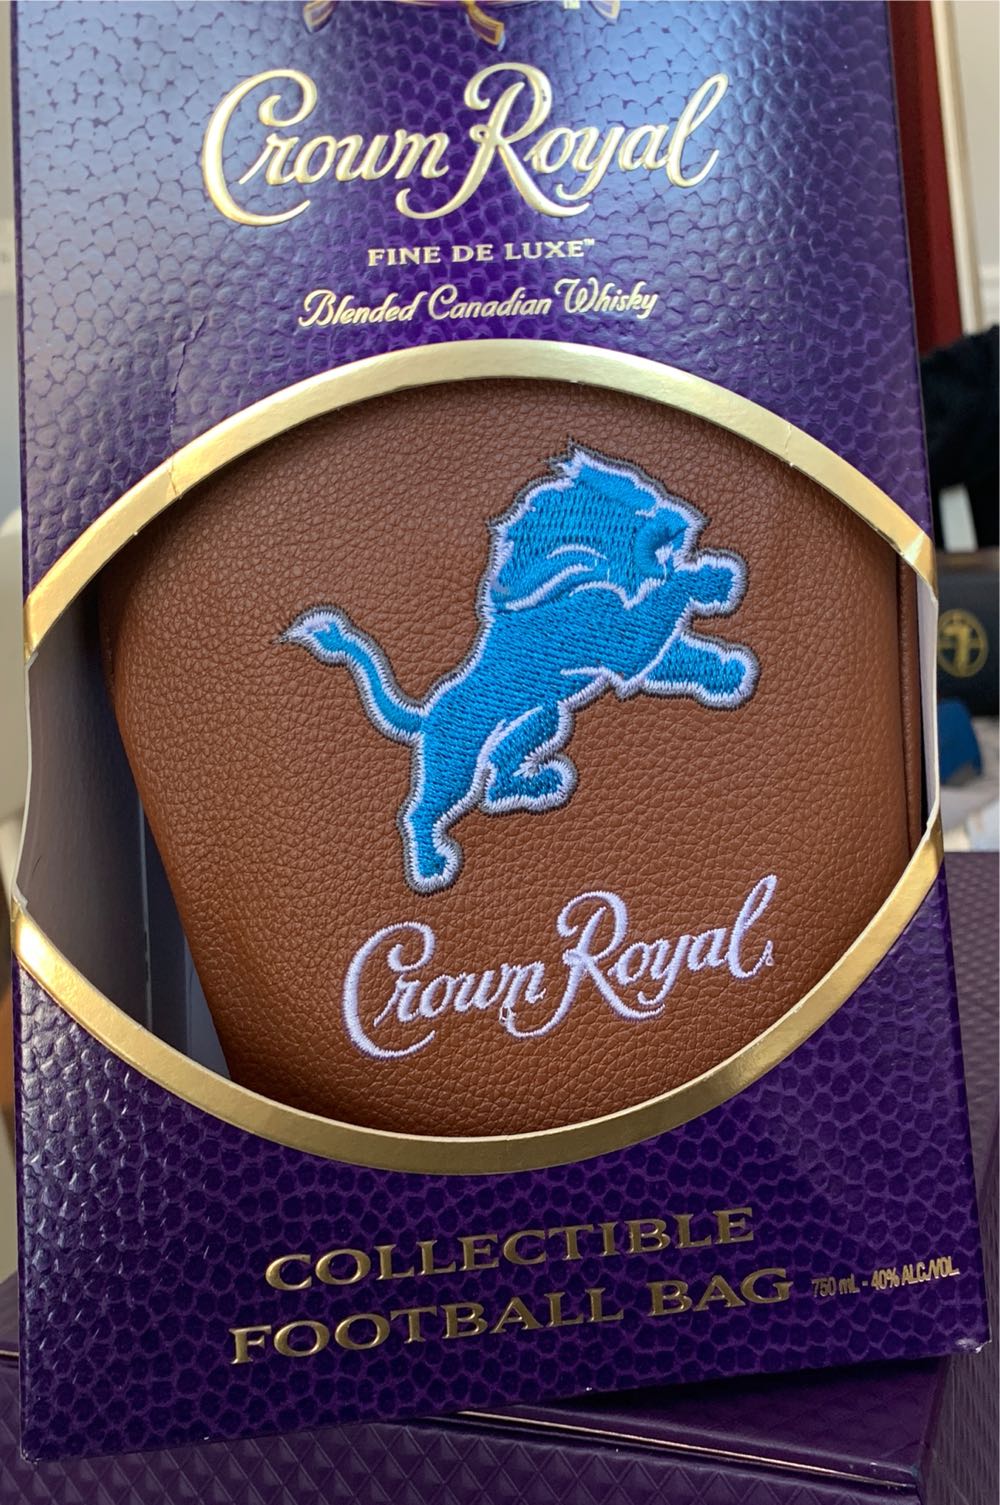 Crown Royal
FINE DE LUXE™
Blended Canadian Whisky
Crown Royal
COLLECTIBLE
FOOTBALL BAG
750 mL - 40% ALC./VOL.